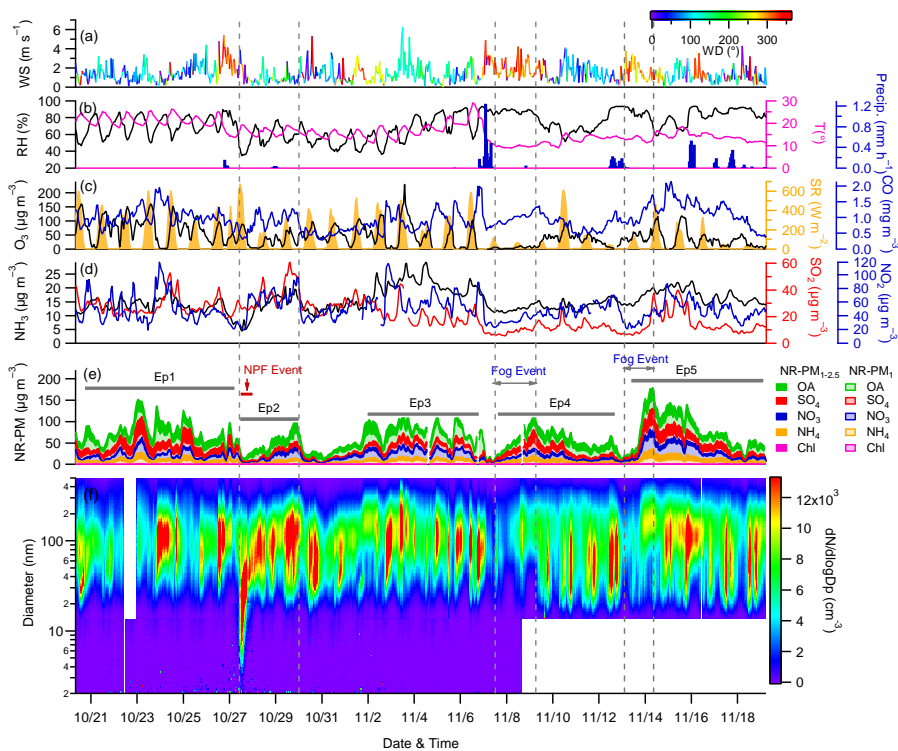 0 100 200 300
WD (°)
(a)
WS (m s⁻¹)
6
4
2
0
(b)
RH (%)
100
80
60
40
20
30
20
10
0
T(°)
1.2
0.8
0.4
0.0
Precip. (mm h⁻¹)
(c)
O₃ (µg m⁻³)
200
150
100
50
0
600
400
200
0
SR (W m⁻²)
2.0
1.5
1.0
0.5
0.0
CO (mg m⁻³)
(d)
NH₃ (µg m⁻³)
25
20
15
10
5
0
60
40
20
0
SO₂ (µg m⁻³)
120
100
80
60
40
20
0
NO₂ (µg m⁻³)
(e)
NR-PM (µg m⁻³)
200
150
100
50
0
Ep1
NPF Event
Ep2
Ep3
Fog Event
Ep4
Fog Event
Ep5
NR-PM₁₋₂.₅ NR-PM₁
OA OA
SO₄ SO₄
NO₃ NO₃
NH₄ NH₄
Chl Chl
(f)
Diameter (nm)
4
2
100
6
4
2
10
6
4
2
12x10³
10
8
6
4
2
0
dN/dlogDp (cm³)
10/21 10/23 10/25 10/27 10/29 10/31 11/2 11/4 11/6 11/8 11/10 11/12 11/14 11/16 11/18
Date & Time